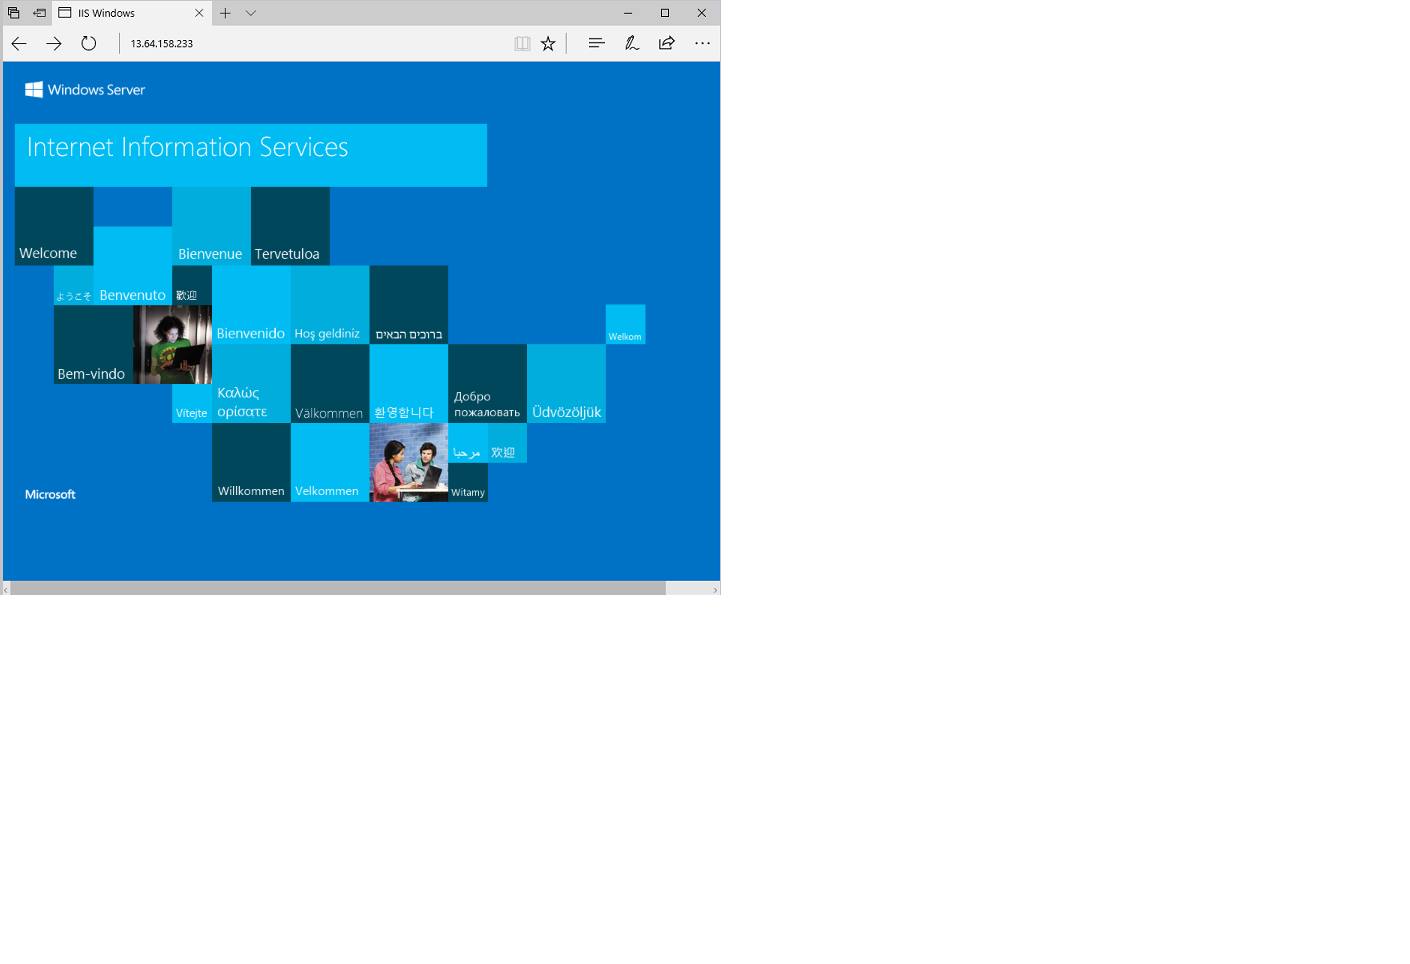 IIS Windows
13.64.158.233
Windows Server
Internet Information Services
Welcome
Bienvenue
Tervetuloa
ようこそ
Benvenuto
歡迎
Bienvenido
Hoş geldiniz
ברוכים הבאים
Welkom
Bem-vindo
Vítejte
Καλώς
ορίσατε
Välkommen
환영합니다
Добро
пожаловать
Üdvözöljük
Microsoft
Willkommen
Velkommen
مرحبا
欢迎
Witamy